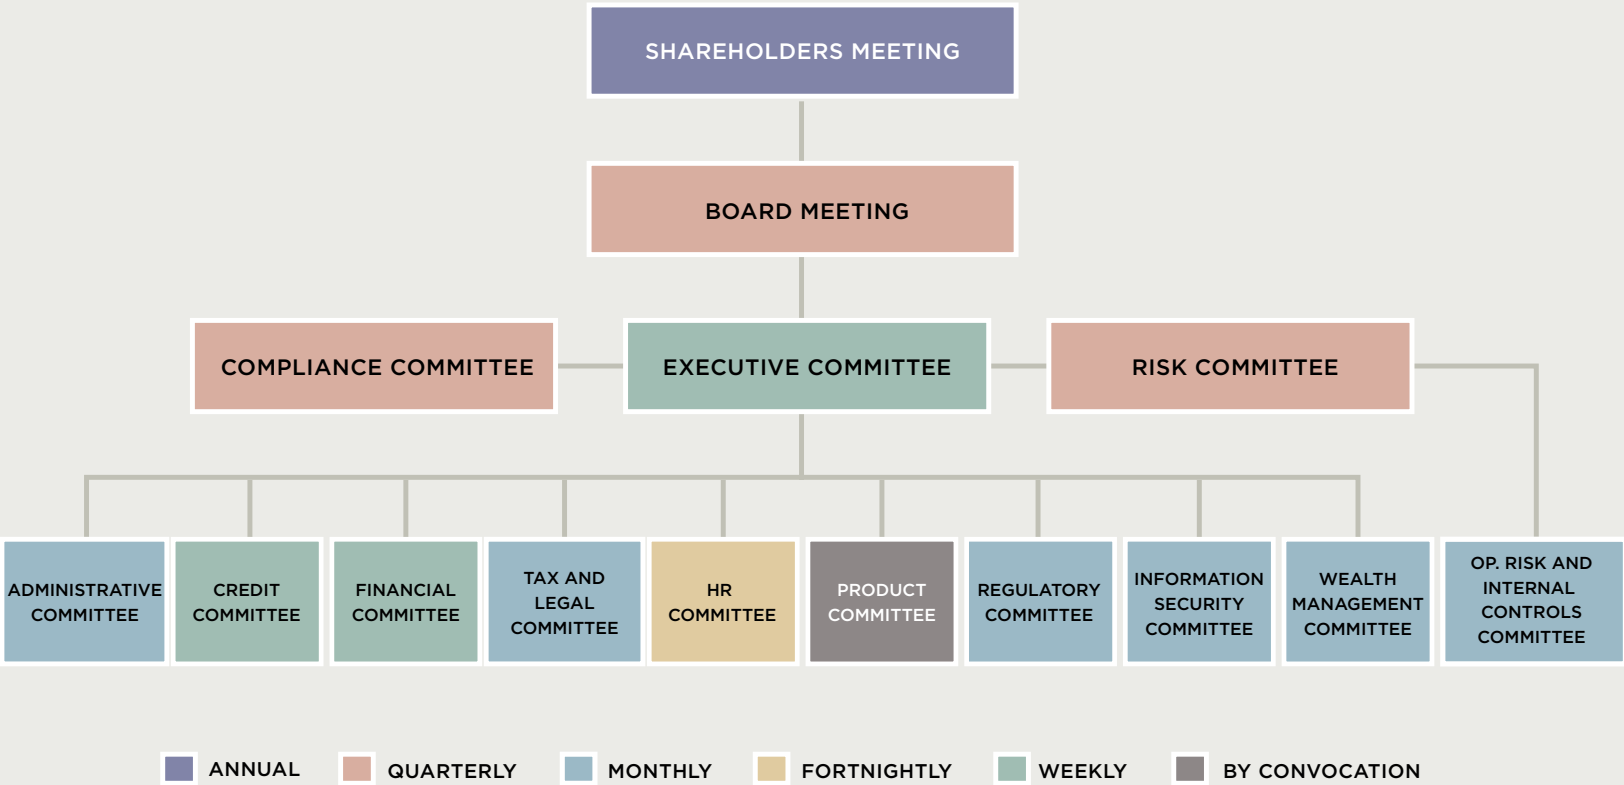 SHAREHOLDERS MEETING
BOARD MEETING
COMPLIANCE COMMITTEE
EXECUTIVE COMMITTEE
RISK COMMITTEE
ADMINISTRATIVE
COMMITTEE
CREDIT
COMMITTEE
FINANCIAL
COMMITTEE
TAX AND
LEGAL
COMMITTEE
HR
COMMITTEE
PRODUCT
COMMITTEE
REGULATORY
COMMITTEE
INFORMATION
SECURITY
COMMITTEE
WEALTH
MANAGEMENT
COMMITTEE
OP. RISK AND
INTERNAL
CONTROLS
COMMITTEE
ANNUAL
QUARTERLY
MONTHLY
FORTNIGHTLY
WEEKLY
BY CONVOCATION